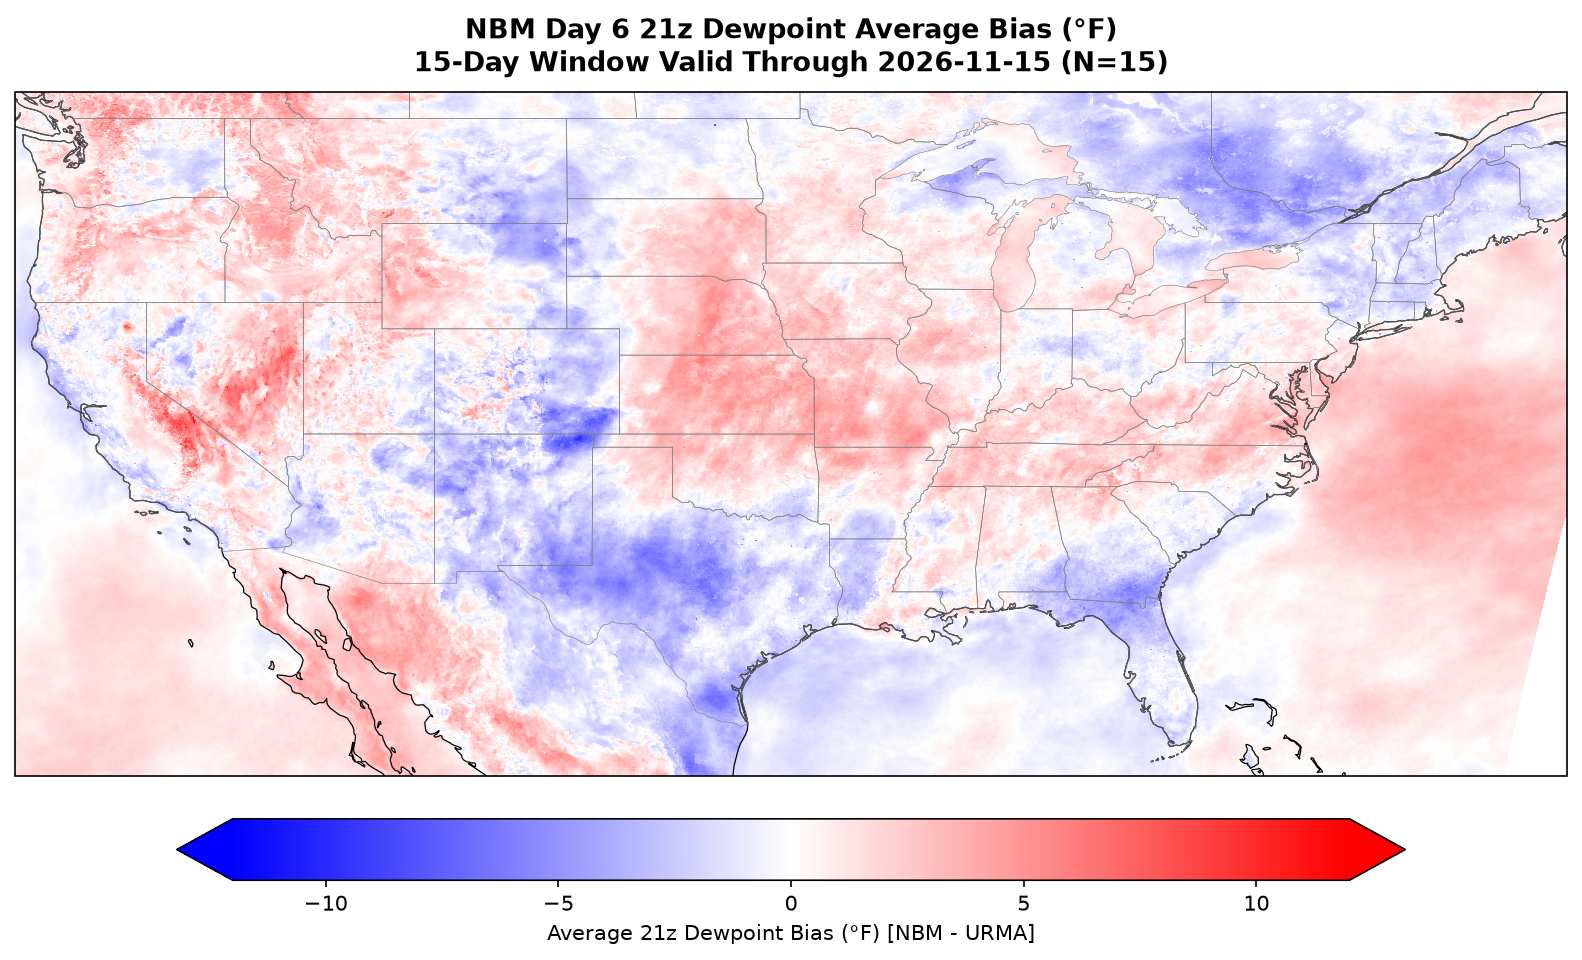 NBM Day 6 21z Dewpoint Average Bias (°F)
15-Day Window Valid Through 2026-11-15 (N=15)
−10 −5 0 5 10
Average 21z Dewpoint Bias (°F) [NBM - URMA]